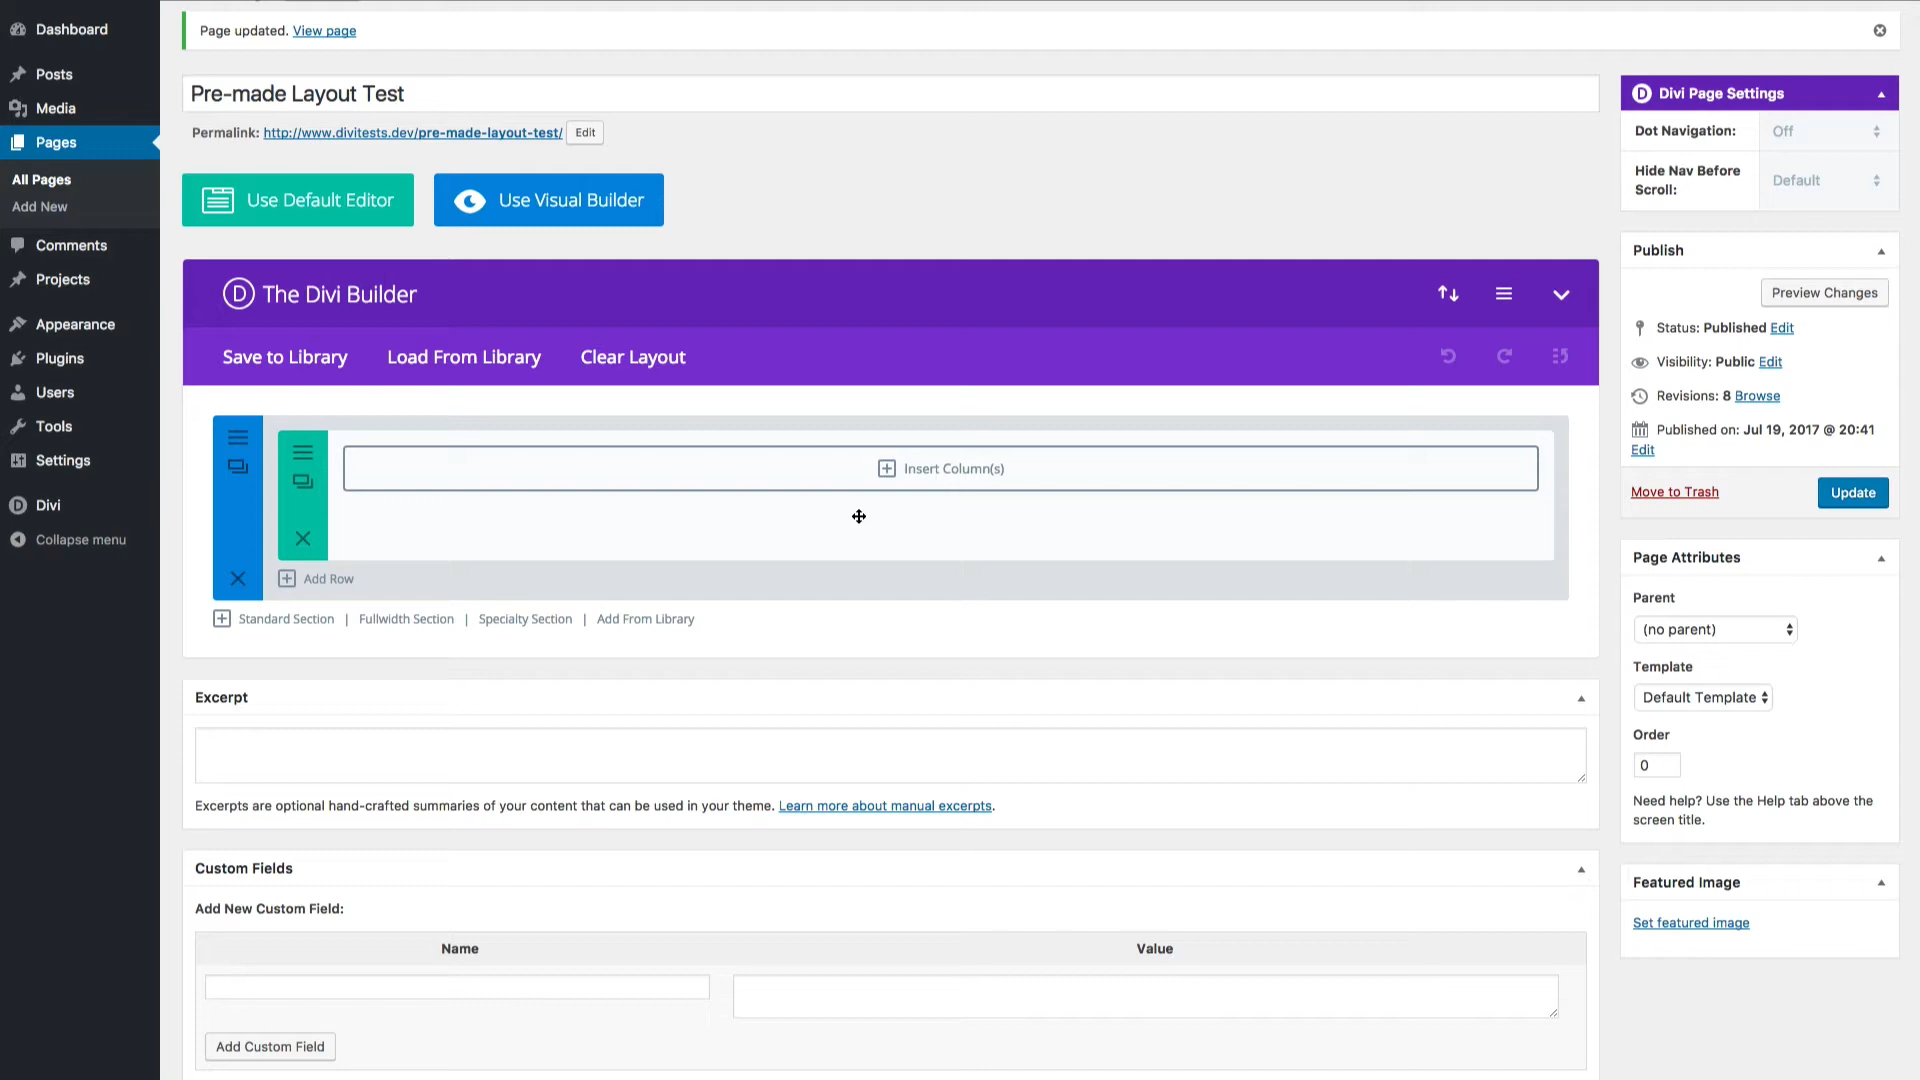 Dashboard
Posts
Media
Pages
All Pages
Add New
Comments
Projects
Appearance
Plugins
Users
Tools
Settings
Divi
Collapse menu
Page updated. View page
Pre-made Layout Test
Permalink: http://www.divitests.dev/pre-made-layout-test/ Edit
Use Default Editor Use Visual Builder
The Divi Builder
Save to Library Load From Library Clear Layout
Insert Column(s)
Add Row
Standard Section | Fullwidth Section | Specialty Section | Add From Library
Excerpt
Excerpts are optional hand-crafted summaries of your content that can be used in your theme. Learn more about manual excerpts.
Custom Fields
Add New Custom Field:
Name Value
Add Custom Field
Divi Page Settings
Dot Navigation: Off
Hide Nav Before
Scroll: Default
Publish
Preview Changes
Status: Published Edit
Visibility: Public Edit
Revisions: 8 Browse
Published on: Jul 19, 2017 @ 20:41
Edit
Move to Trash Update
Page Attributes
Parent
(no parent)
Template
Default Template
Order
0
Need help? Use the Help tab above the
screen title.
Featured Image
Set featured image